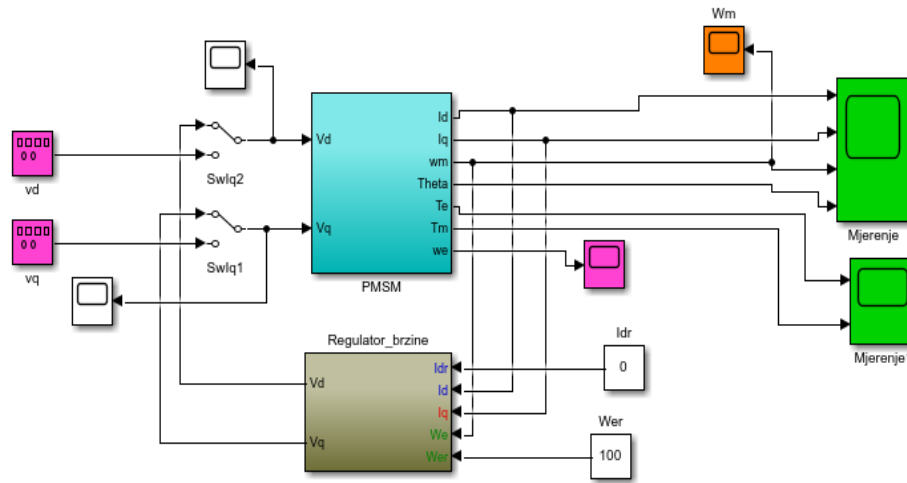 Wm
vd
SwIq2
vq
SwIq1
Vd
Vq
Id
Iq
wm
Theta
Te
Tm
we
PMSM
Mjerenje
Mjerenje
Regulator_brzine
Vd
Vq
Idr
Id
Iq
We
Wer
Idr
0
Wer
100